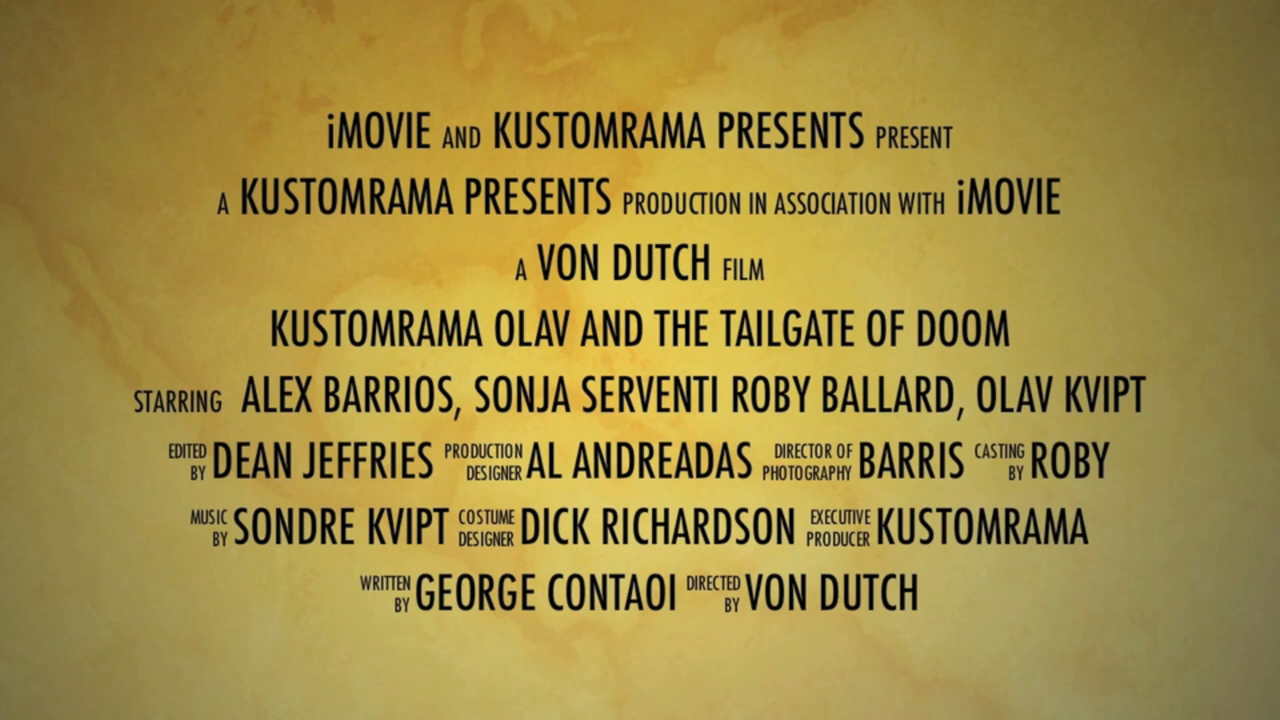 iMOVIE AND KUSTOMRAMA PRESENTS PRESENT
A KUSTOMRAMA PRESENTS PRODUCTION IN ASSOCIATION WITH iMOVIE
A VON DUTCH FILM
KUSTOMRAMA OLAV AND THE TAILGATE OF DOOM
STARRING ALEX BARRIOS, SONJA SERVENTI ROBY BALLARD, OLAV KVIPT
EDITED BY DEAN JEFFRIES PRODUCTION DESIGNER AL ANDREADAS DIRECTOR OF PHOTOGRAPHY BARRIS CASTING BY ROBY
MUSIC BY SONDRE KVIPT COSTUME DESIGNER DICK RICHARDSON EXECUTIVE PRODUCER KUSTOMRAMA
WRITTEN BY GEORGE CONTAOI DIRECTED BY VON DUTCH